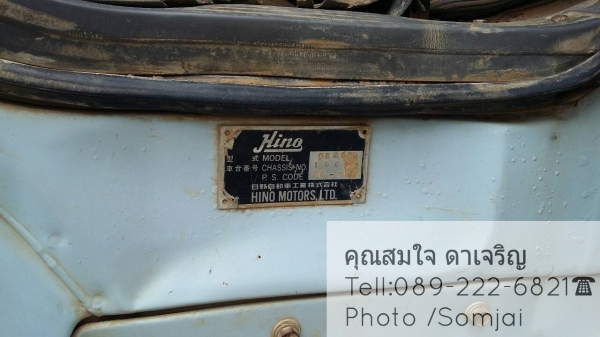 Hino
型 式 MODEL
車台番号 CHASSIS NO.
P. S. CODE
日野自動車工業株式会社
HINO MOTORS, LTD.
คุณสมใจ ดาเจริญ
Tell:089-222-6821☎
Photo /Somjai